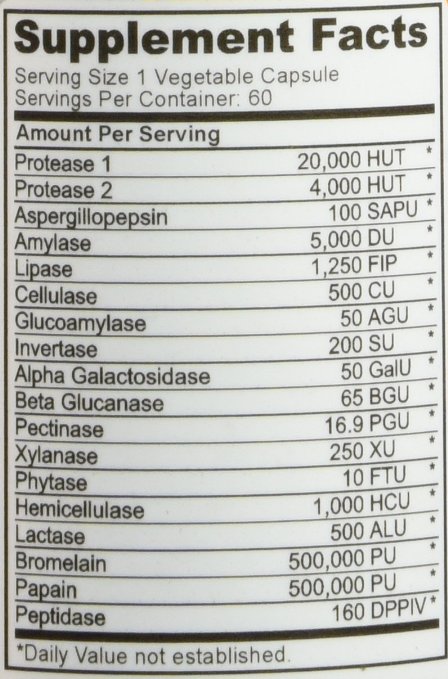 Supplement Facts
Serving Size 1 Vegetable Capsule
Servings Per Container: 60
Amount Per Serving
Protease 1 20,000 HUT *
Protease 2 4,000 HUT *
Aspergillopepsin 100 SAPU *
Amylase 5,000 DU *
Lipase 1,250 FIP *
Cellulase 500 CU *
Glucoamylase 50 AGU *
Invertase 200 SU *
Alpha Galactosidase 50 GalU *
Beta Glucanase 65 BGU *
Pectinase 16.9 PGU *
Xylanase 250 XU *
Phytase 10 FTU *
Hemicellulase 1,000 HCU *
Lactase 500 ALU *
Bromelain 500,000 PU *
Papain 500,000 PU *
Peptidase 160 DPPIV *
*Daily Value not established.